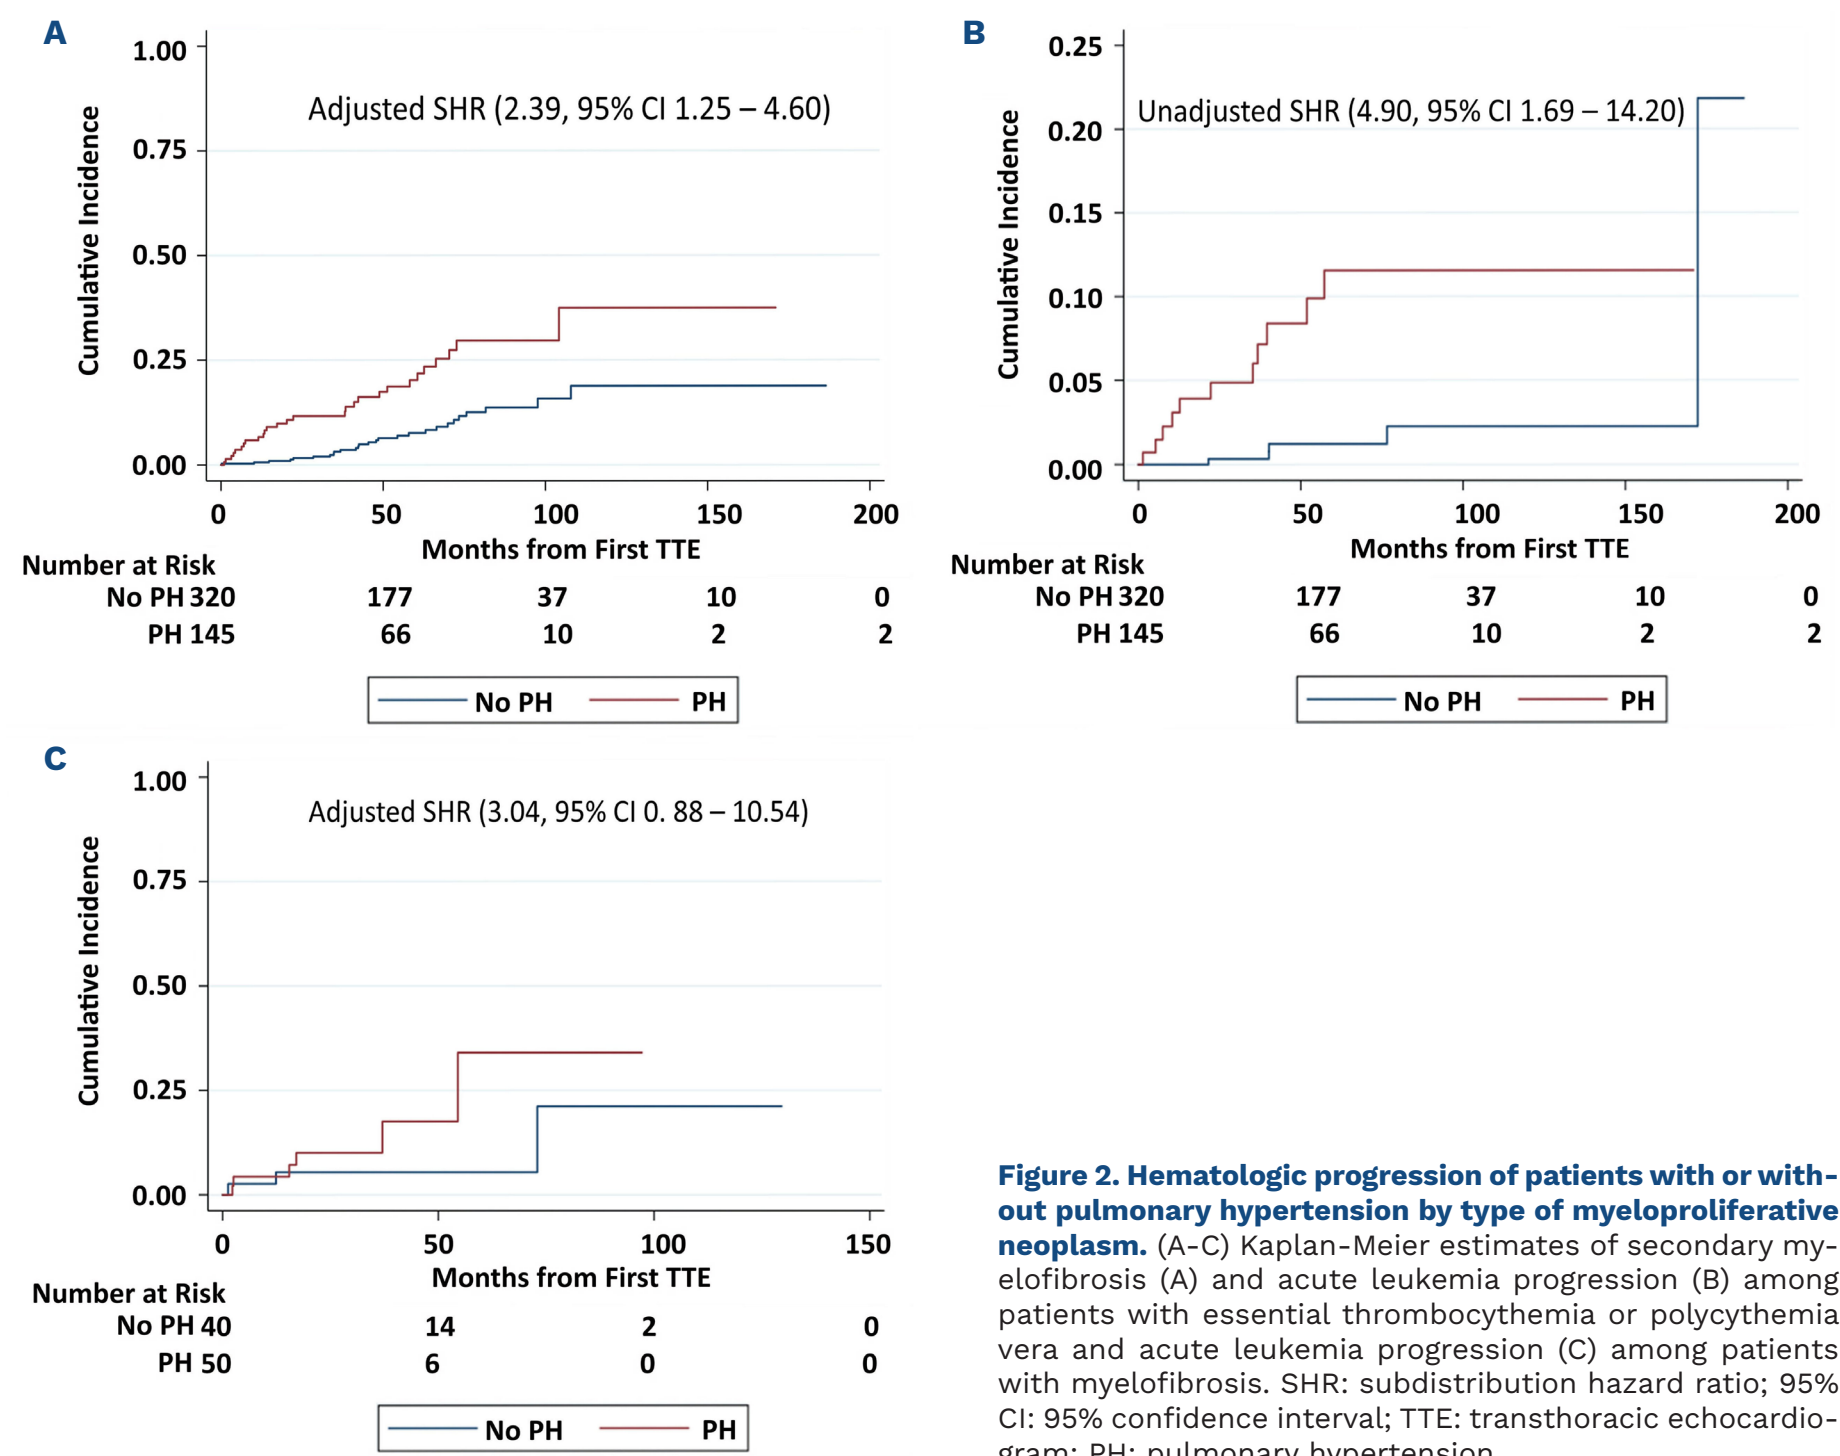 A
1.00
0.75
0.50
0.25
0.00
Cumulative Incidence
Adjusted SHR (2.39, 95% CI 1.25 – 4.60)
0 50 100 150 200
Months from First TTE
Number at Risk
No PH 320 177 37 10 0
PH 145 66 10 2 2
No PH PH
B
0.25
0.20
0.15
0.10
0.05
0.00
Cumulative Incidence
Unadjusted SHR (4.90, 95% CI 1.69 – 14.20)
0 50 100 150 200
Months from First TTE
Number at Risk
No PH 320 177 37 10 0
PH 145 66 10 2 2
No PH PH
C
1.00
0.75
0.50
0.25
0.00
Cumulative Incidence
Adjusted SHR (3.04, 95% CI 0. 88 – 10.54)
0 50 100 150
Months from First TTE
Number at Risk
No PH 40 14 2 0
PH 50 6 0 0
No PH PH
Figure 2. Hematologic progression of patients with or with-
out pulmonary hypertension by type of myeloproliferative
neoplasm. (A-C) Kaplan-Meier estimates of secondary my-
elofibrosis (A) and acute leukemia progression (B) among
patients with essential thrombocythemia or polycythemia
vera and acute leukemia progression (C) among patients
with myelofibrosis. SHR: subdistribution hazard ratio; 95%
CI: 95% confidence interval; TTE: transthoracic echocardio-
gram; PH: pulmonary hypertension.